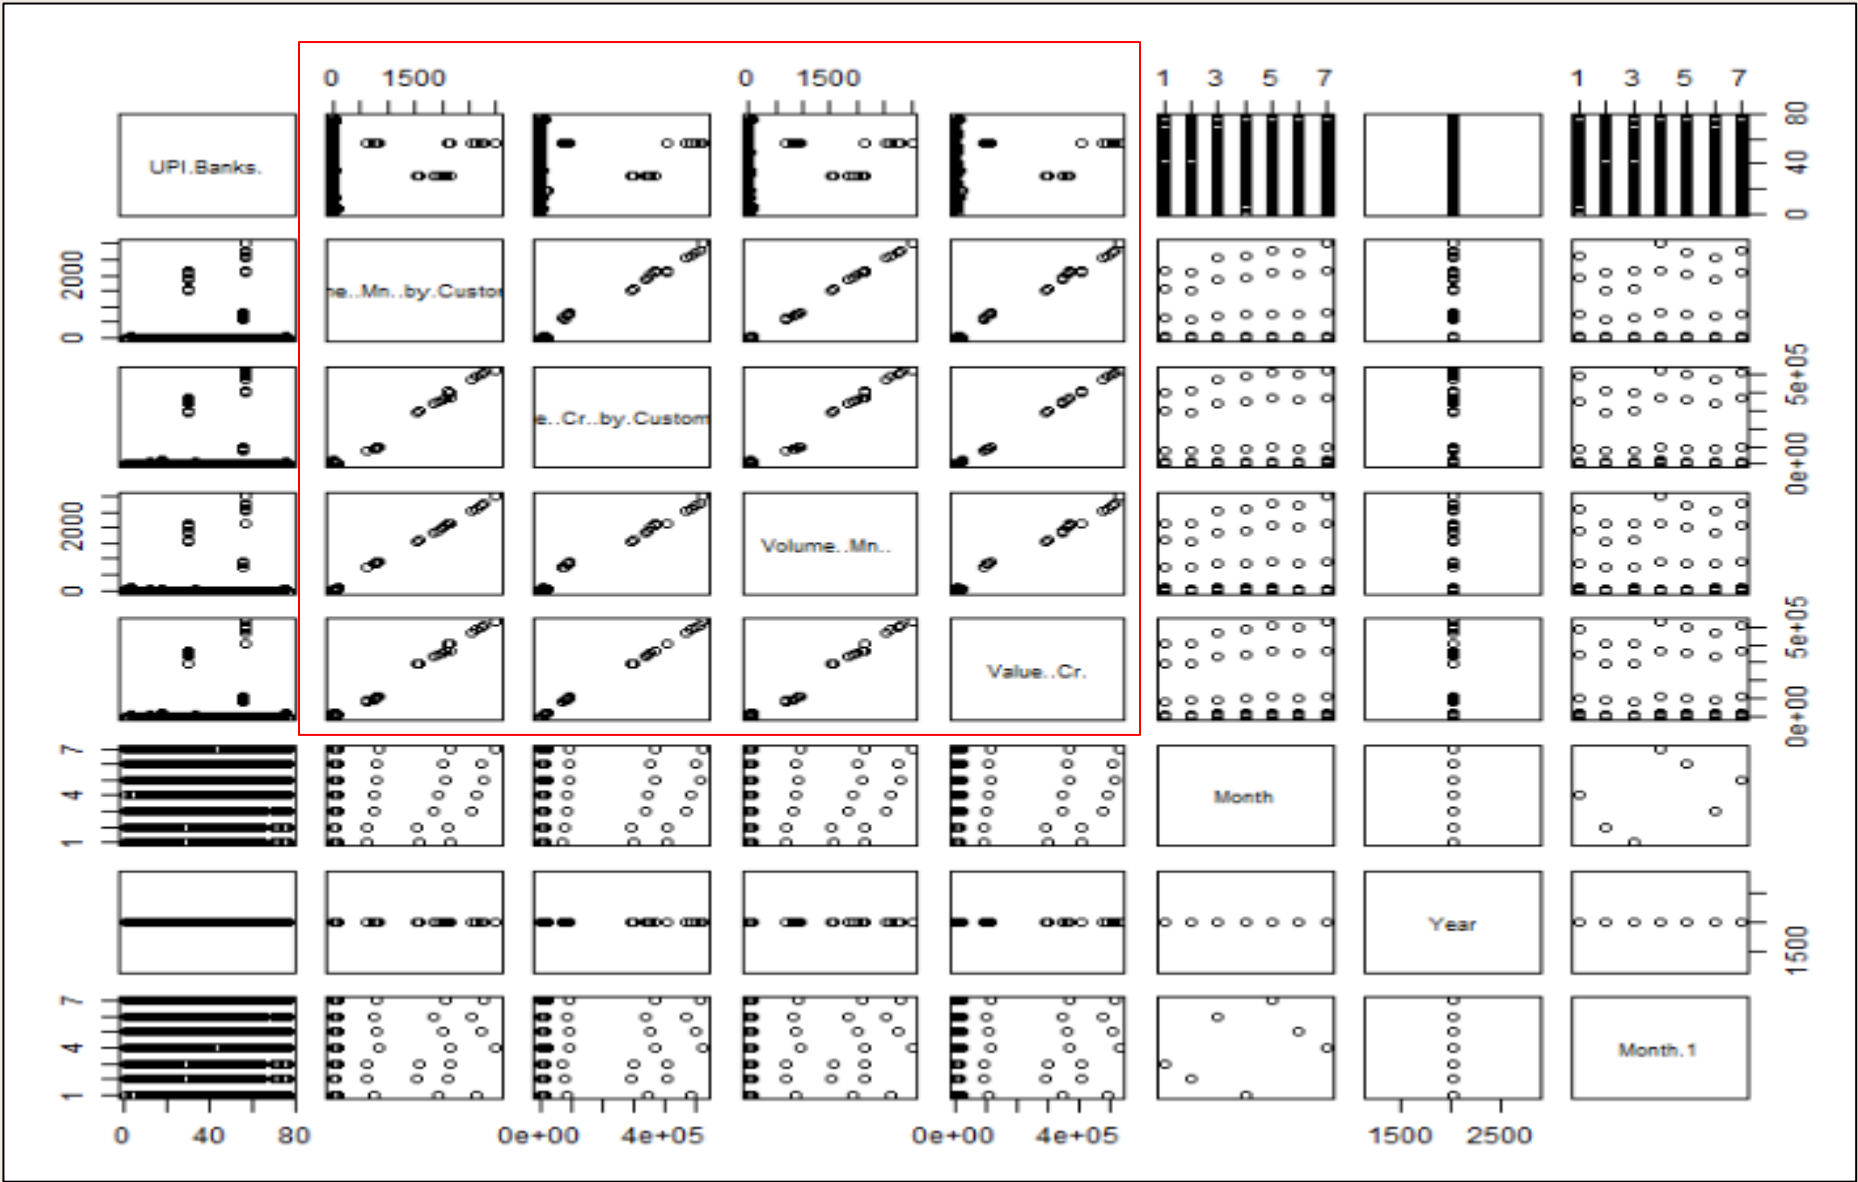 0 1500 0 1500 1 3 5 7 1 3 5 7
UPI.Banks. 0 40 80
0 2000 ne..Mn..by.Custor
e..Cr..by.Custom 0e+00 5e+05
0 2000 Volume..Mn..
Value..Cr. 0e+00 5e+05
1 4 7 Month
Year 1500
1 4 7 Month.1
0 40 80 0e+00 4e+05 0e+00 4e+05 1500 2500